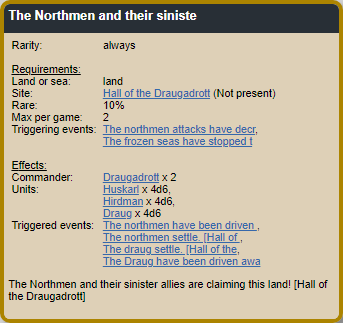 The Northmen and their siniste
Rarity: always
Requirements:
Land or sea: land
Site: Hall of the Draugadrott (Not present)
Rare: 10%
Max per game: 2
Triggering events: The northmen attacks have decr,
The frozen seas have stopped t
Effects:
Commander: Draugadrott x 2
Units: Huskarl x 4d6,
Hirdman x 4d6,
Draug x 4d6
Triggered events: The northmen have been driven ,
The northmen settle. [Hall of ,
The draug settle. [Hall of the,
The Draug have been driven awa
The Northmen and their sinister allies are claiming this land! [Hall of
the Draugadrott]